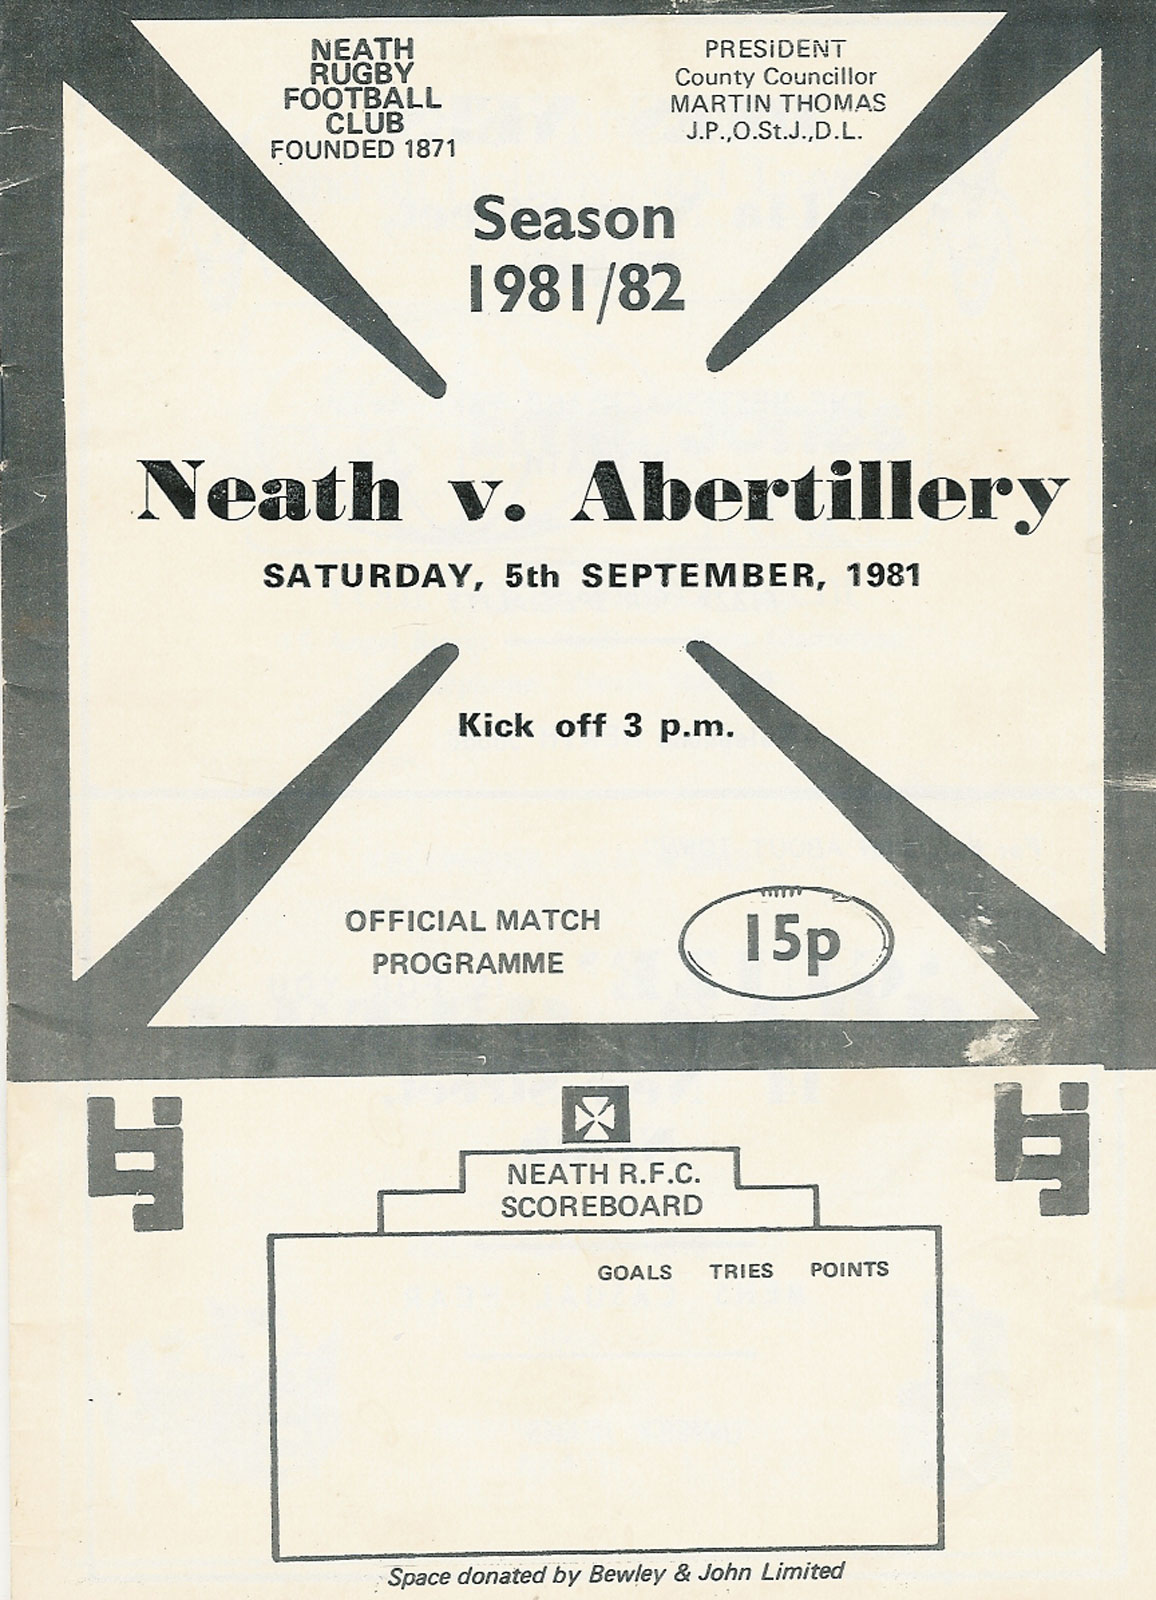 NEATH
RUGBY
FOOTBALL
CLUB
FOUNDED 1871
PRESIDENT
County Councillor
MARTIN THOMAS
J.P.,O.St.J.,D.L.
Season
1981/82
Neath v. Abertillery
SATURDAY, 5th SEPTEMBER, 1981
Kick off 3 p.m.
OFFICIAL MATCH
PROGRAMME
15p
NEATH R.F.C.
SCOREBOARD
GOALS TRIES POINTS
Space donated by Bewley & John Limited